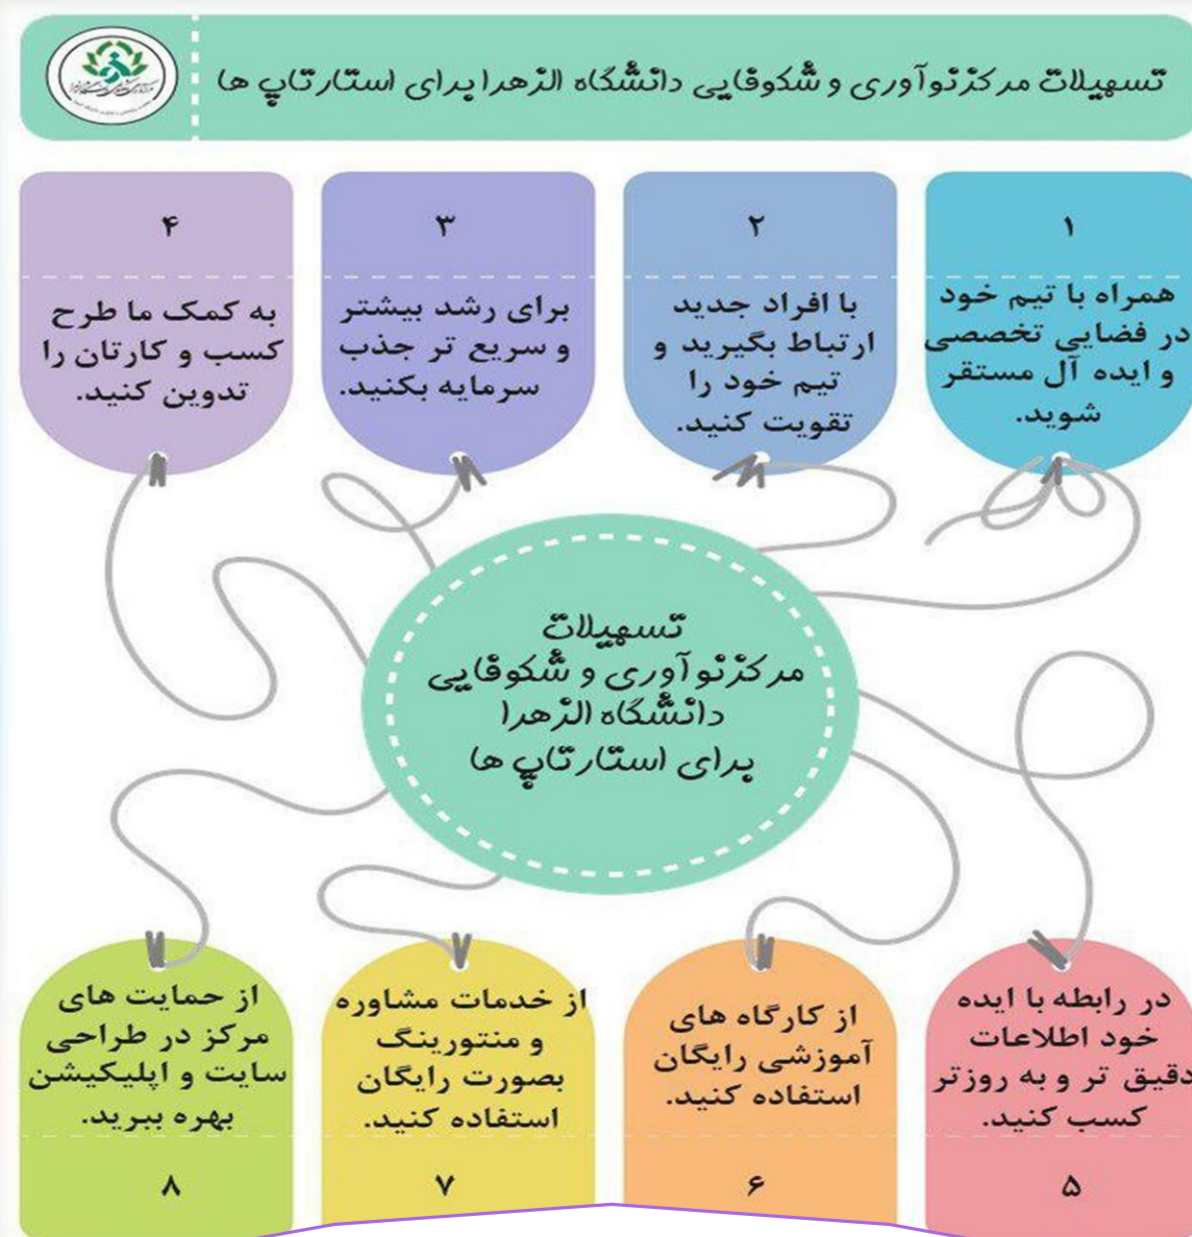 تسهیلات مرکز نوآوری و شکوفایی دانشگاه الزهرا برای استارتاپ ها
۱
همراه با تیم خود
در فضایی تخصصی
و ایده آل مستقر
شوید.
۲
با افراد جدید
ارتباط بگیرید و
تیم خود را
تقویت کنید.
۳
برای رشد بیشتر
و سریع تر جذب
سرمایه بکنید.
۴
به کمک ما طرح
کسب و کارتان را
تدوین کنید.
تسهیلات
مرکز نوآوری و شکوفایی
دانشگاه الزهرا
برای استارتاپ ها
در رابطه با ایده
خود اطلاعات
دقیق تر و به روزتر
کسب کنید.
۵
از کارگاه های
آموزشی رایگان
استفاده کنید.
۶
از خدمات مشاوره
و منتورینگ
بصورت رایگان
استفاده کنید.
۷
از حمایت های
مرکز در طراحی
سایت و اپلیکیشن
بهره ببرید.
۸